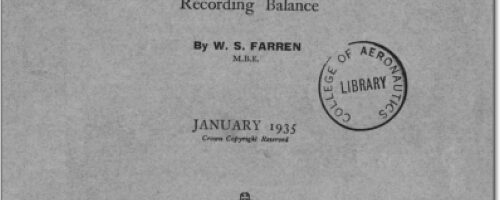 Recording Balance
By W. S. FARREN
M.B.E.
COLLEGE OF AERONAUTICS
LIBRARY
JANUARY 1935
Crown Copyright Reserved